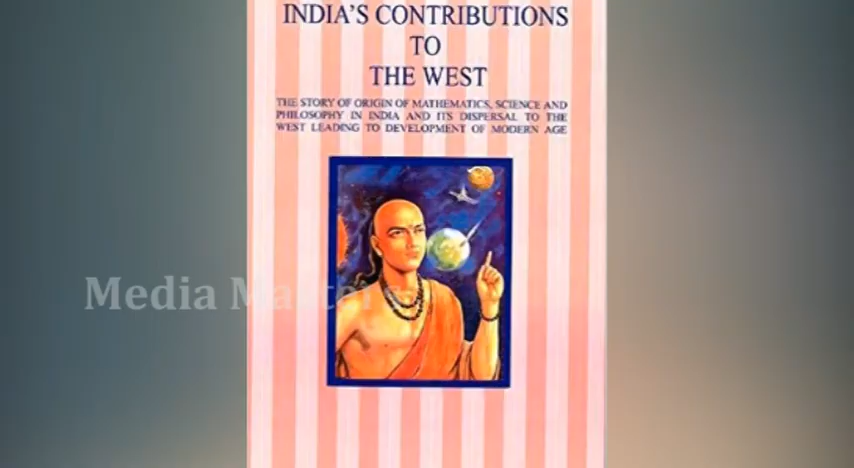 INDIA'S CONTRIBUTIONS
TO
THE WEST
THE STORY OF ORIGIN OF MATHEMATICS, SCIENCE AND
PHILOSOPHY IN INDIA AND ITS DISPERSAL TO THE
WEST LEADING TO DEVELOPMENT OF MODERN AGE
Media Masters